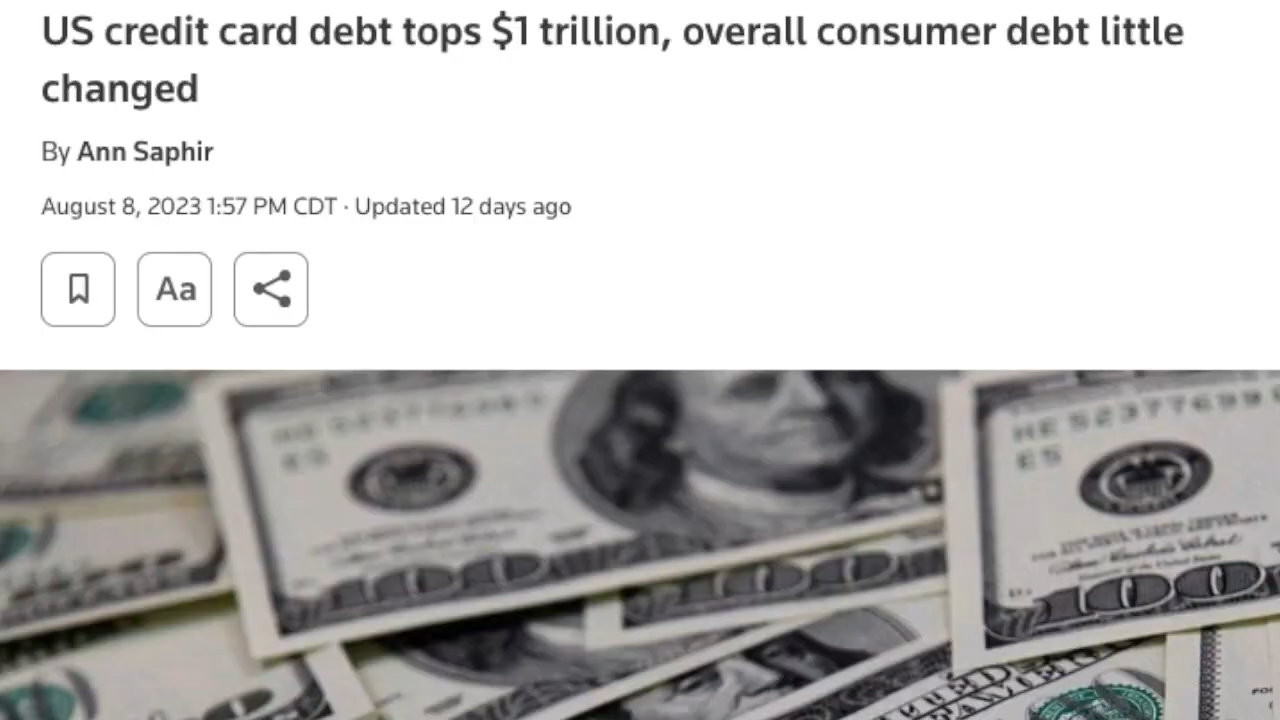 US credit card debt tops $1 trillion, overall consumer debt little
changed
By Ann Saphir
August 8, 2023 1:57 PM CDT · Updated 12 days ago
Aa